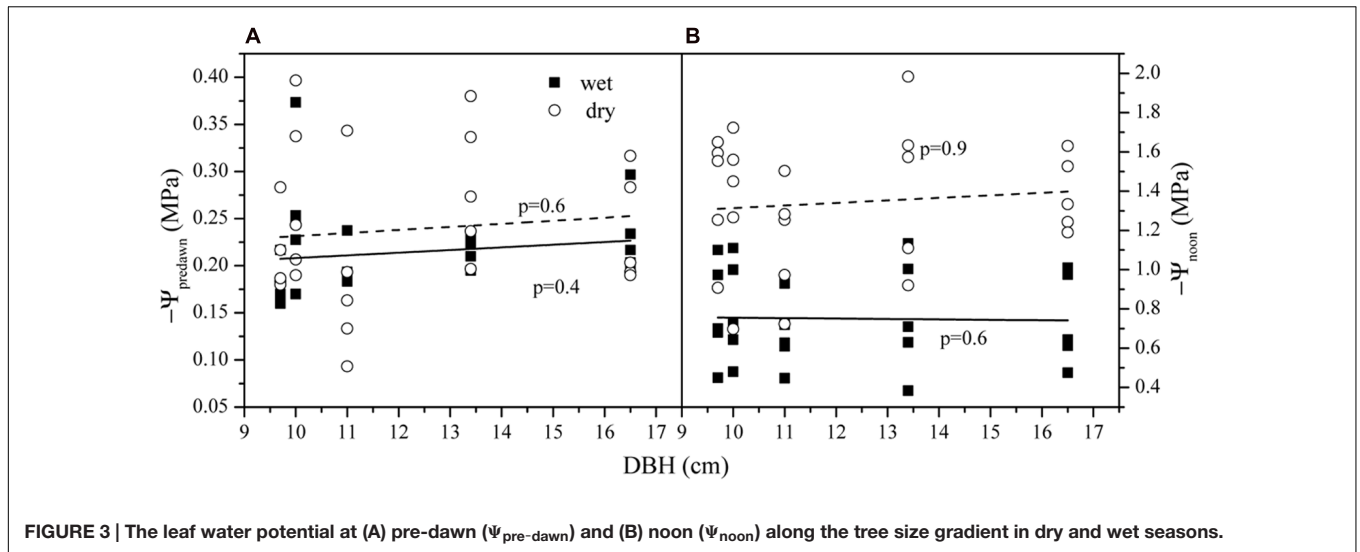 A
B
0.40
0.35
0.30
0.25
0.20
0.15
0.10
0.05
−Ψpredawn (MPa)
wet
dry
p=0.6
p=0.4
p=0.9
p=0.6
2.0
1.8
1.6
1.4
1.2
1.0
0.8
0.6
0.4
−Ψnoon (MPa)
9 10 11 12 13 14 15 16 17 9 10 11 12 13 14 15 16 17
DBH (cm)
FIGURE 3 | The leaf water potential at (A) pre-dawn (Ψpre-dawn) and (B) noon (Ψnoon) along the tree size gradient in dry and wet seasons.